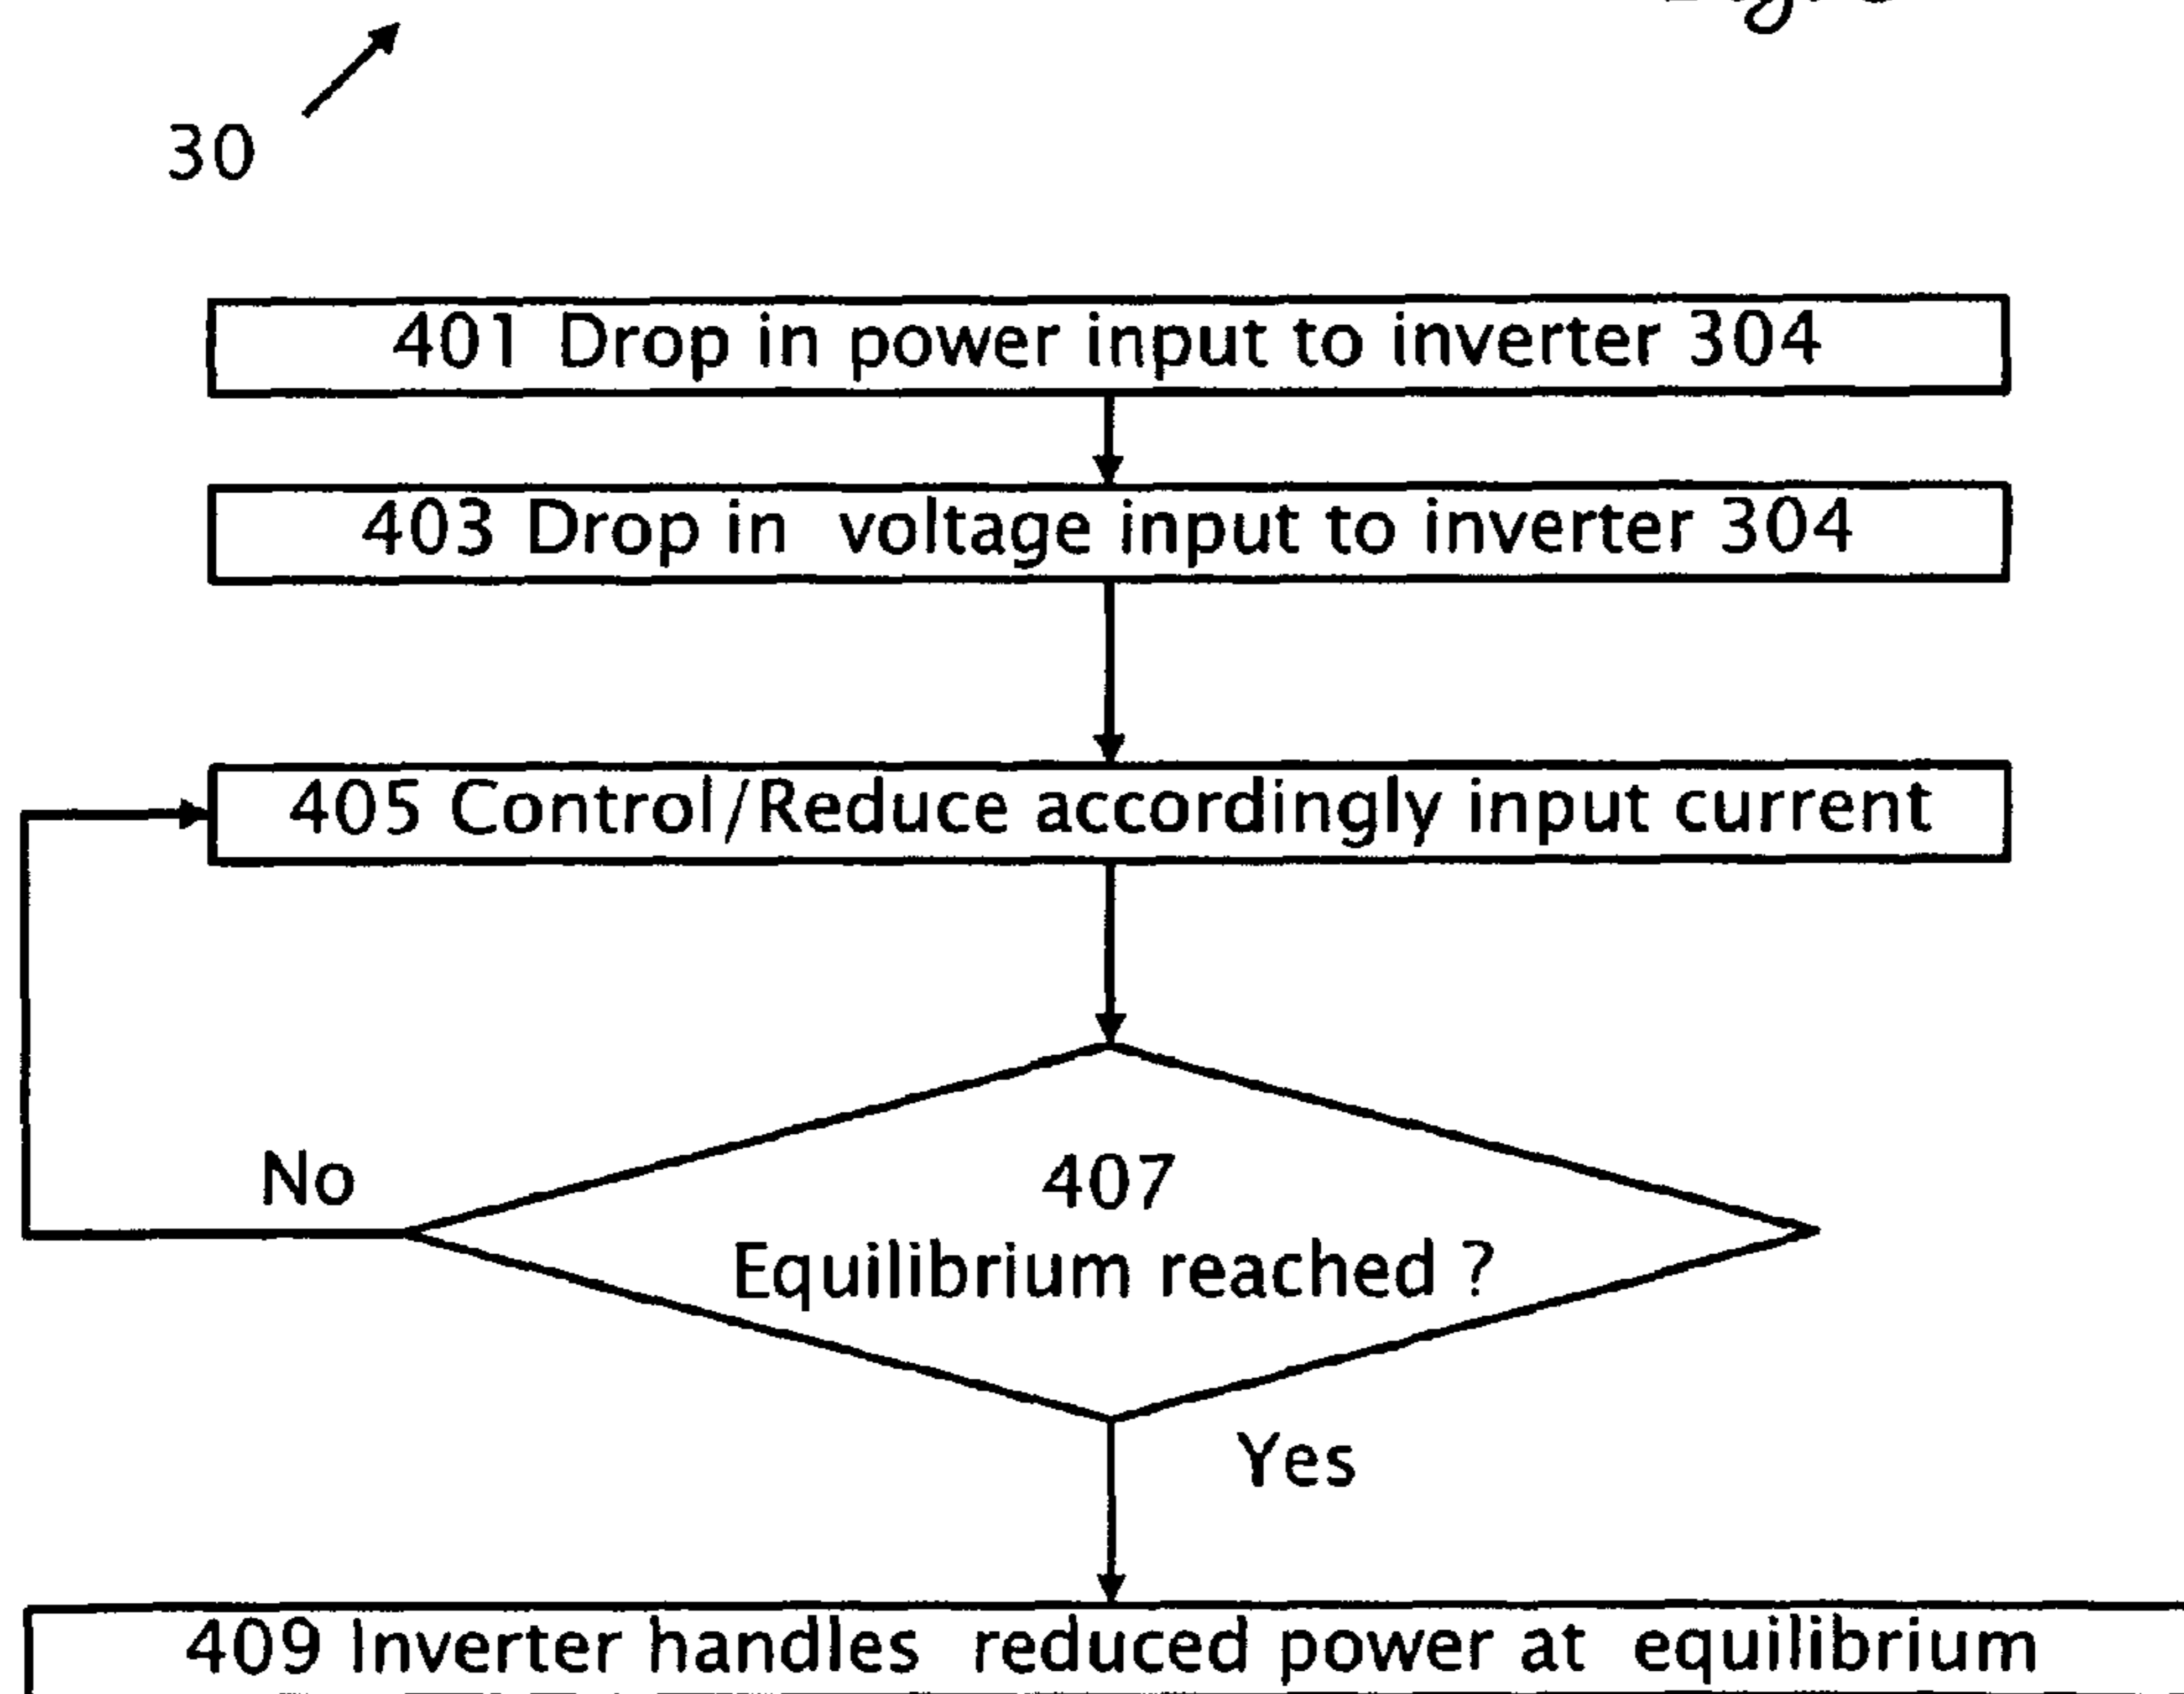 30
401 Drop in power input to inverter 304
403 Drop in voltage input to inverter 304
405 Control/Reduce accordingly input current
No
407
Equilibrium reached ?
Yes
409 Inverter handles reduced power at equilibrium